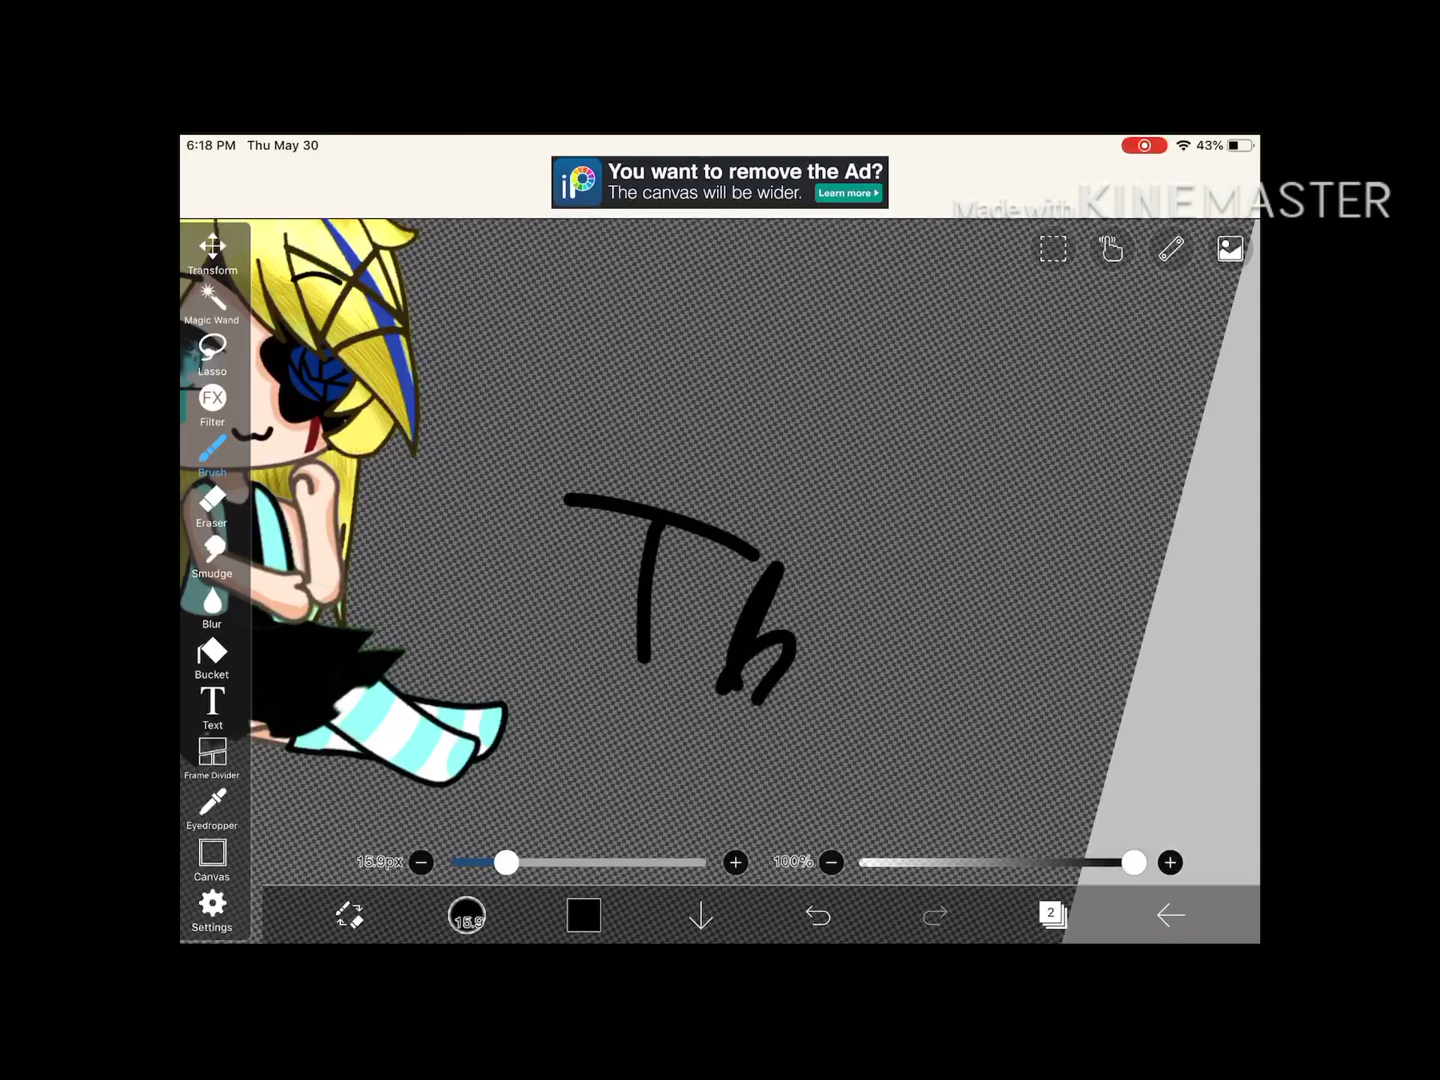 6:18 PM Thu May 30
43%
iP
You want to remove the Ad?
The canvas will be wider.
Learn more
Made with KINEMASTER
Transform
Magic Wand
Lasso
FX
Filter
Brush
Eraser
Smudge
Blur
Bucket
T
Text
Frame Divider
Eyedropper
Canvas
Settings
Th
15.9px
100%
15.9
2